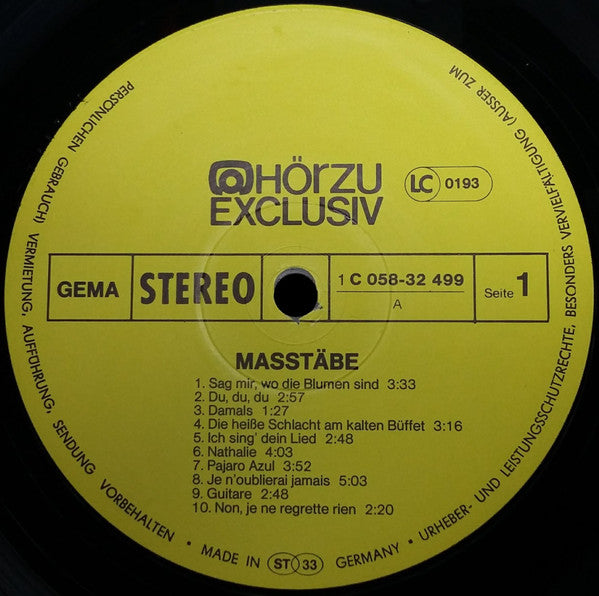 HÖRZU
EXCLUSIV
LC 0193
GEMA
STEREO
1 C 058-32 499
A
Seite 1
MASSTÄBE
1. Sag mir, wo die Blumen sind 3:33
2. Du, du, du 2:57
3. Damals 1:27
4. Die heiße Schlacht am kalten Büffet 3:16
5. Ich sing' dein Lied 2:48
6. Nathalie 4:03
7. Pajaro Azul 3:52
8. Je n'oublierai jamais 5:03
9. Guitare 2:48
10. Non, je ne regrette rien 2:20
MADE IN ST 33 GERMANY • URHEBER- UND LEISTUNGSSCHUTZRECHTE, BESONDERS VERVIELFÄLTIGUNG (AUSSER ZUM
PERSÖNLICHEN GEBRAUCH) VERMIETUNG, AUFFÜHRUNG, SENDUNG VORBEHALTEN •